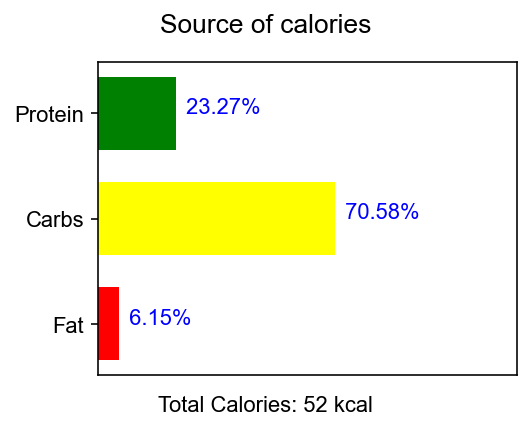 Source of calories
Protein 23.27%
Carbs 70.58%
Fat 6.15%
Total Calories: 52 kcal